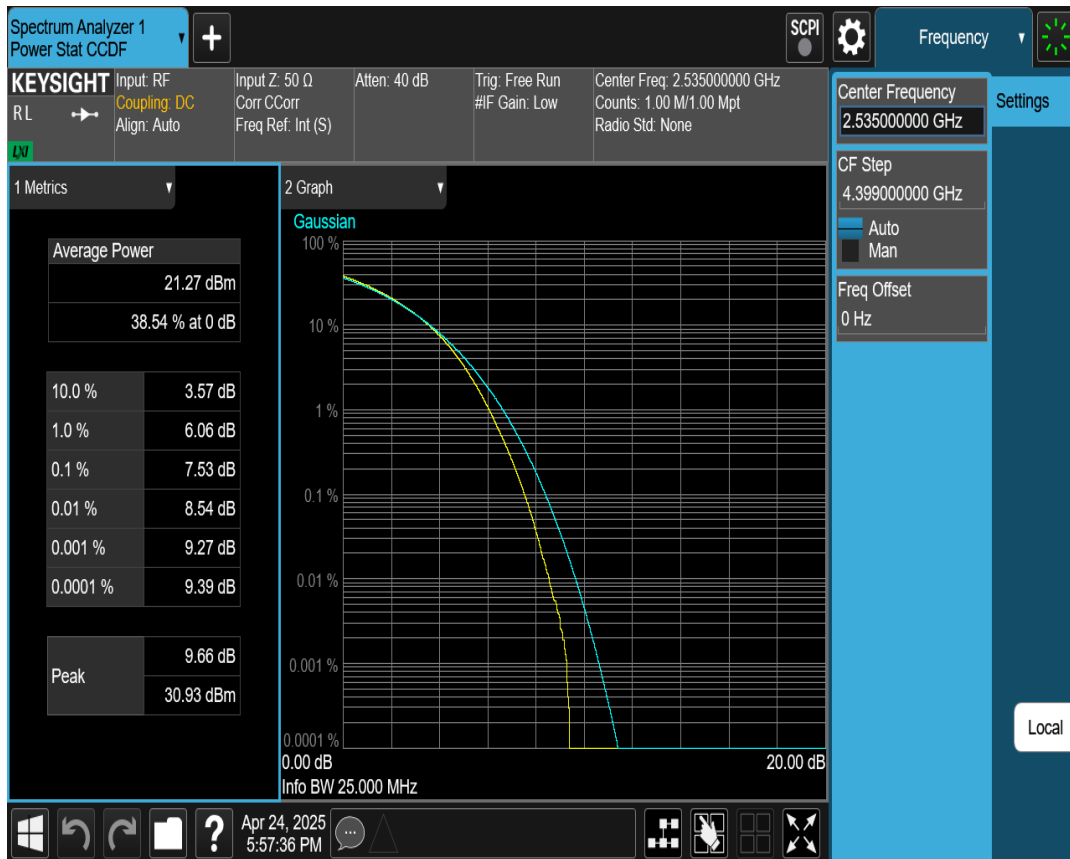 Spectrum Analyzer 1
Power Stat CCDF
+
SCPI
Frequency
KEYSIGHT
RL
LXI
Input: RF
Coupling: DC
Align: Auto
Input Z: 50 Ω
Corr CCorr
Freq Ref: Int (S)
Atten: 40 dB
Trig: Free Run
#IF Gain: Low
Center Freq: 2.535000000 GHz
Counts: 1.00 M/1.00 Mpt
Radio Std: None
Center Frequency
2.535000000 GHz
Settings
CF Step
4.399000000 GHz
Auto
Man
Freq Offset
0 Hz
1 Metrics
Average Power
21.27 dBm
38.54 % at 0 dB
10.0 % 3.57 dB
1.0 % 6.06 dB
0.1 % 7.53 dB
0.01 % 8.54 dB
0.001 % 9.27 dB
0.0001 % 9.39 dB
Peak
9.66 dB
30.93 dBm
2 Graph
Gaussian
100 %
10 %
1 %
0.1 %
0.01 %
0.001 %
0.0001 %
0.00 dB 20.00 dB
Info BW 25.000 MHz
Local
?
Apr 24, 2025
5:57:36 PM